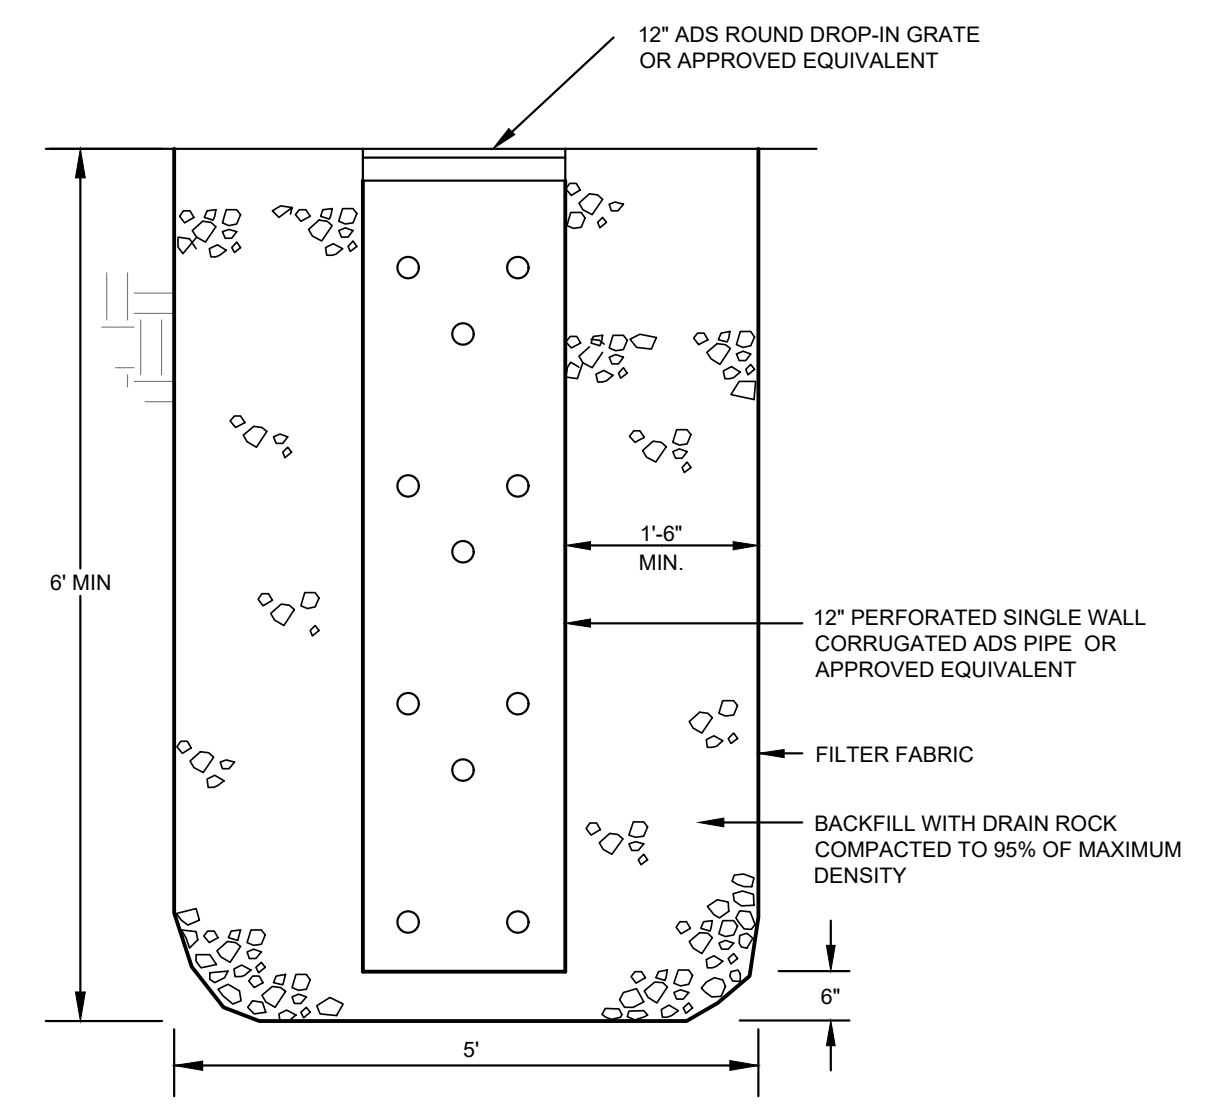 12" ADS ROUND DROP-IN GRATE
OR APPROVED EQUIVALENT
1'-6"
MIN.
6' MIN
12" PERFORATED SINGLE WALL
CORRUGATED ADS PIPE OR
APPROVED EQUIVALENT
FILTER FABRIC
BACKFILL WITH DRAIN ROCK
COMPACTED TO 95% OF MAXIMUM
DENSITY
6"
5'